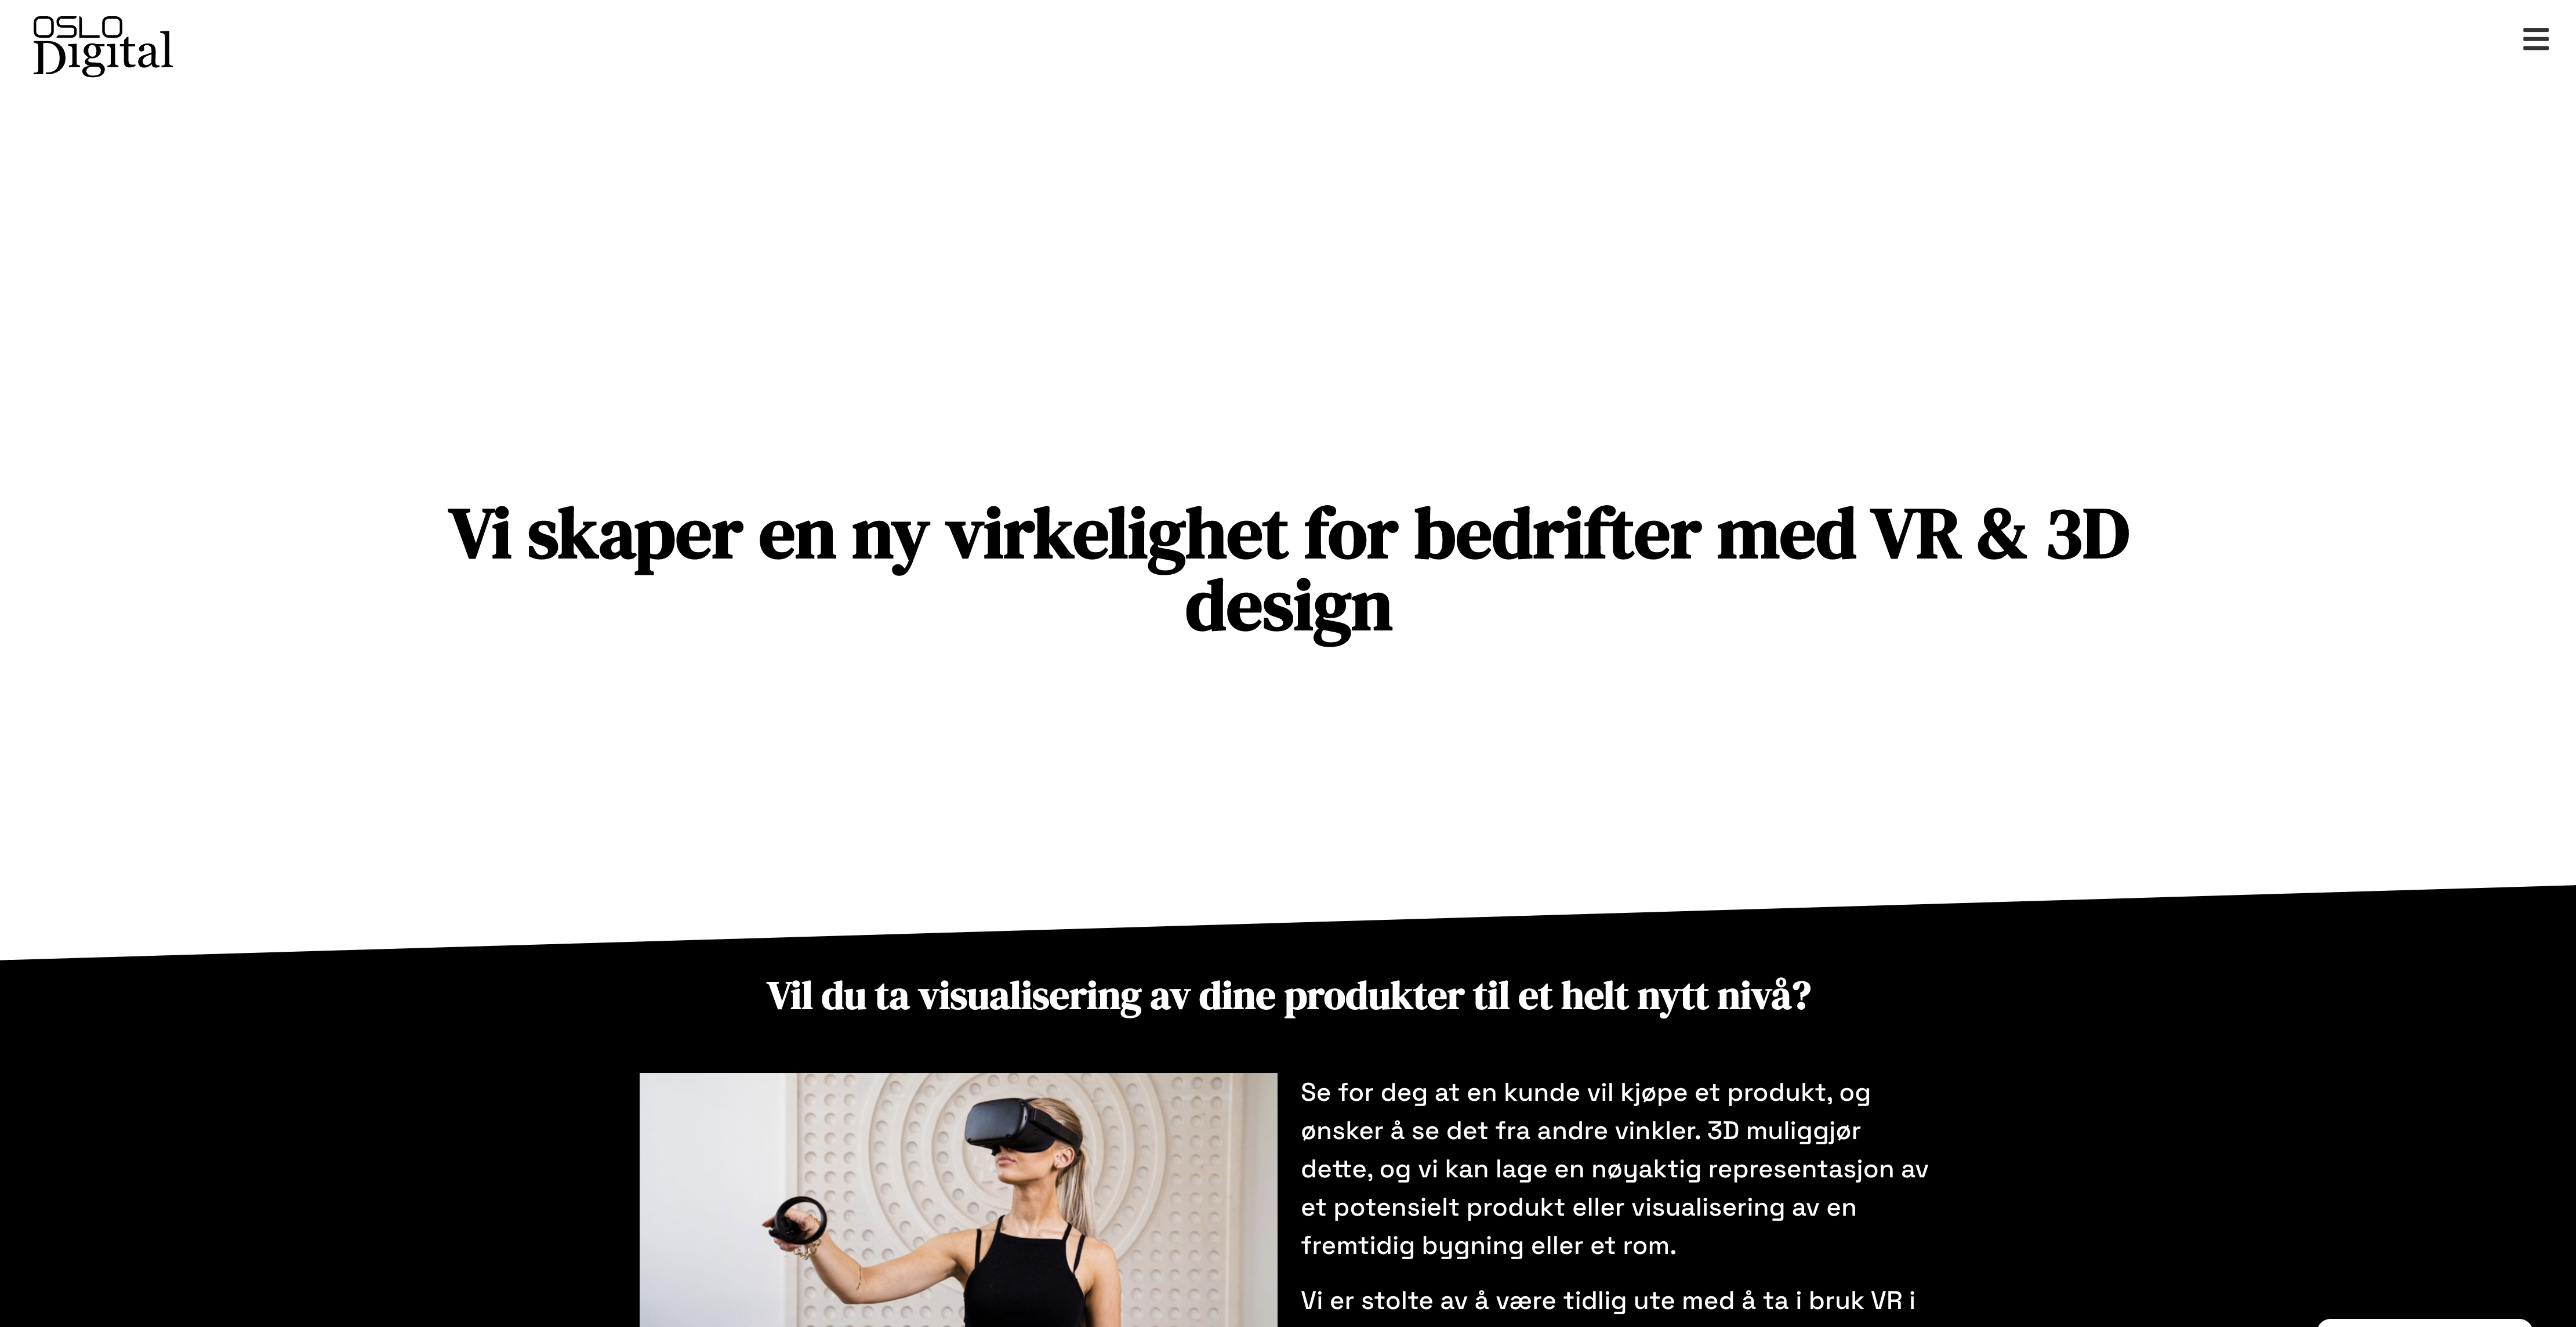 OSLO
Digital
Vi skaper en ny virkelighet for bedrifter med VR & 3D
design
Vil du ta visualisering av dine produkter til et helt nytt nivå?
Se for deg at en kunde vil kjøpe et produkt, og
ønsker å se det fra andre vinkler. 3D muliggjør
dette, og vi kan lage en nøyaktig representasjon av
et potensielt produkt eller visualisering av en
fremtidig bygning eller et rom.
Vi er stolte av å være tidlig ute med å ta i bruk VR i